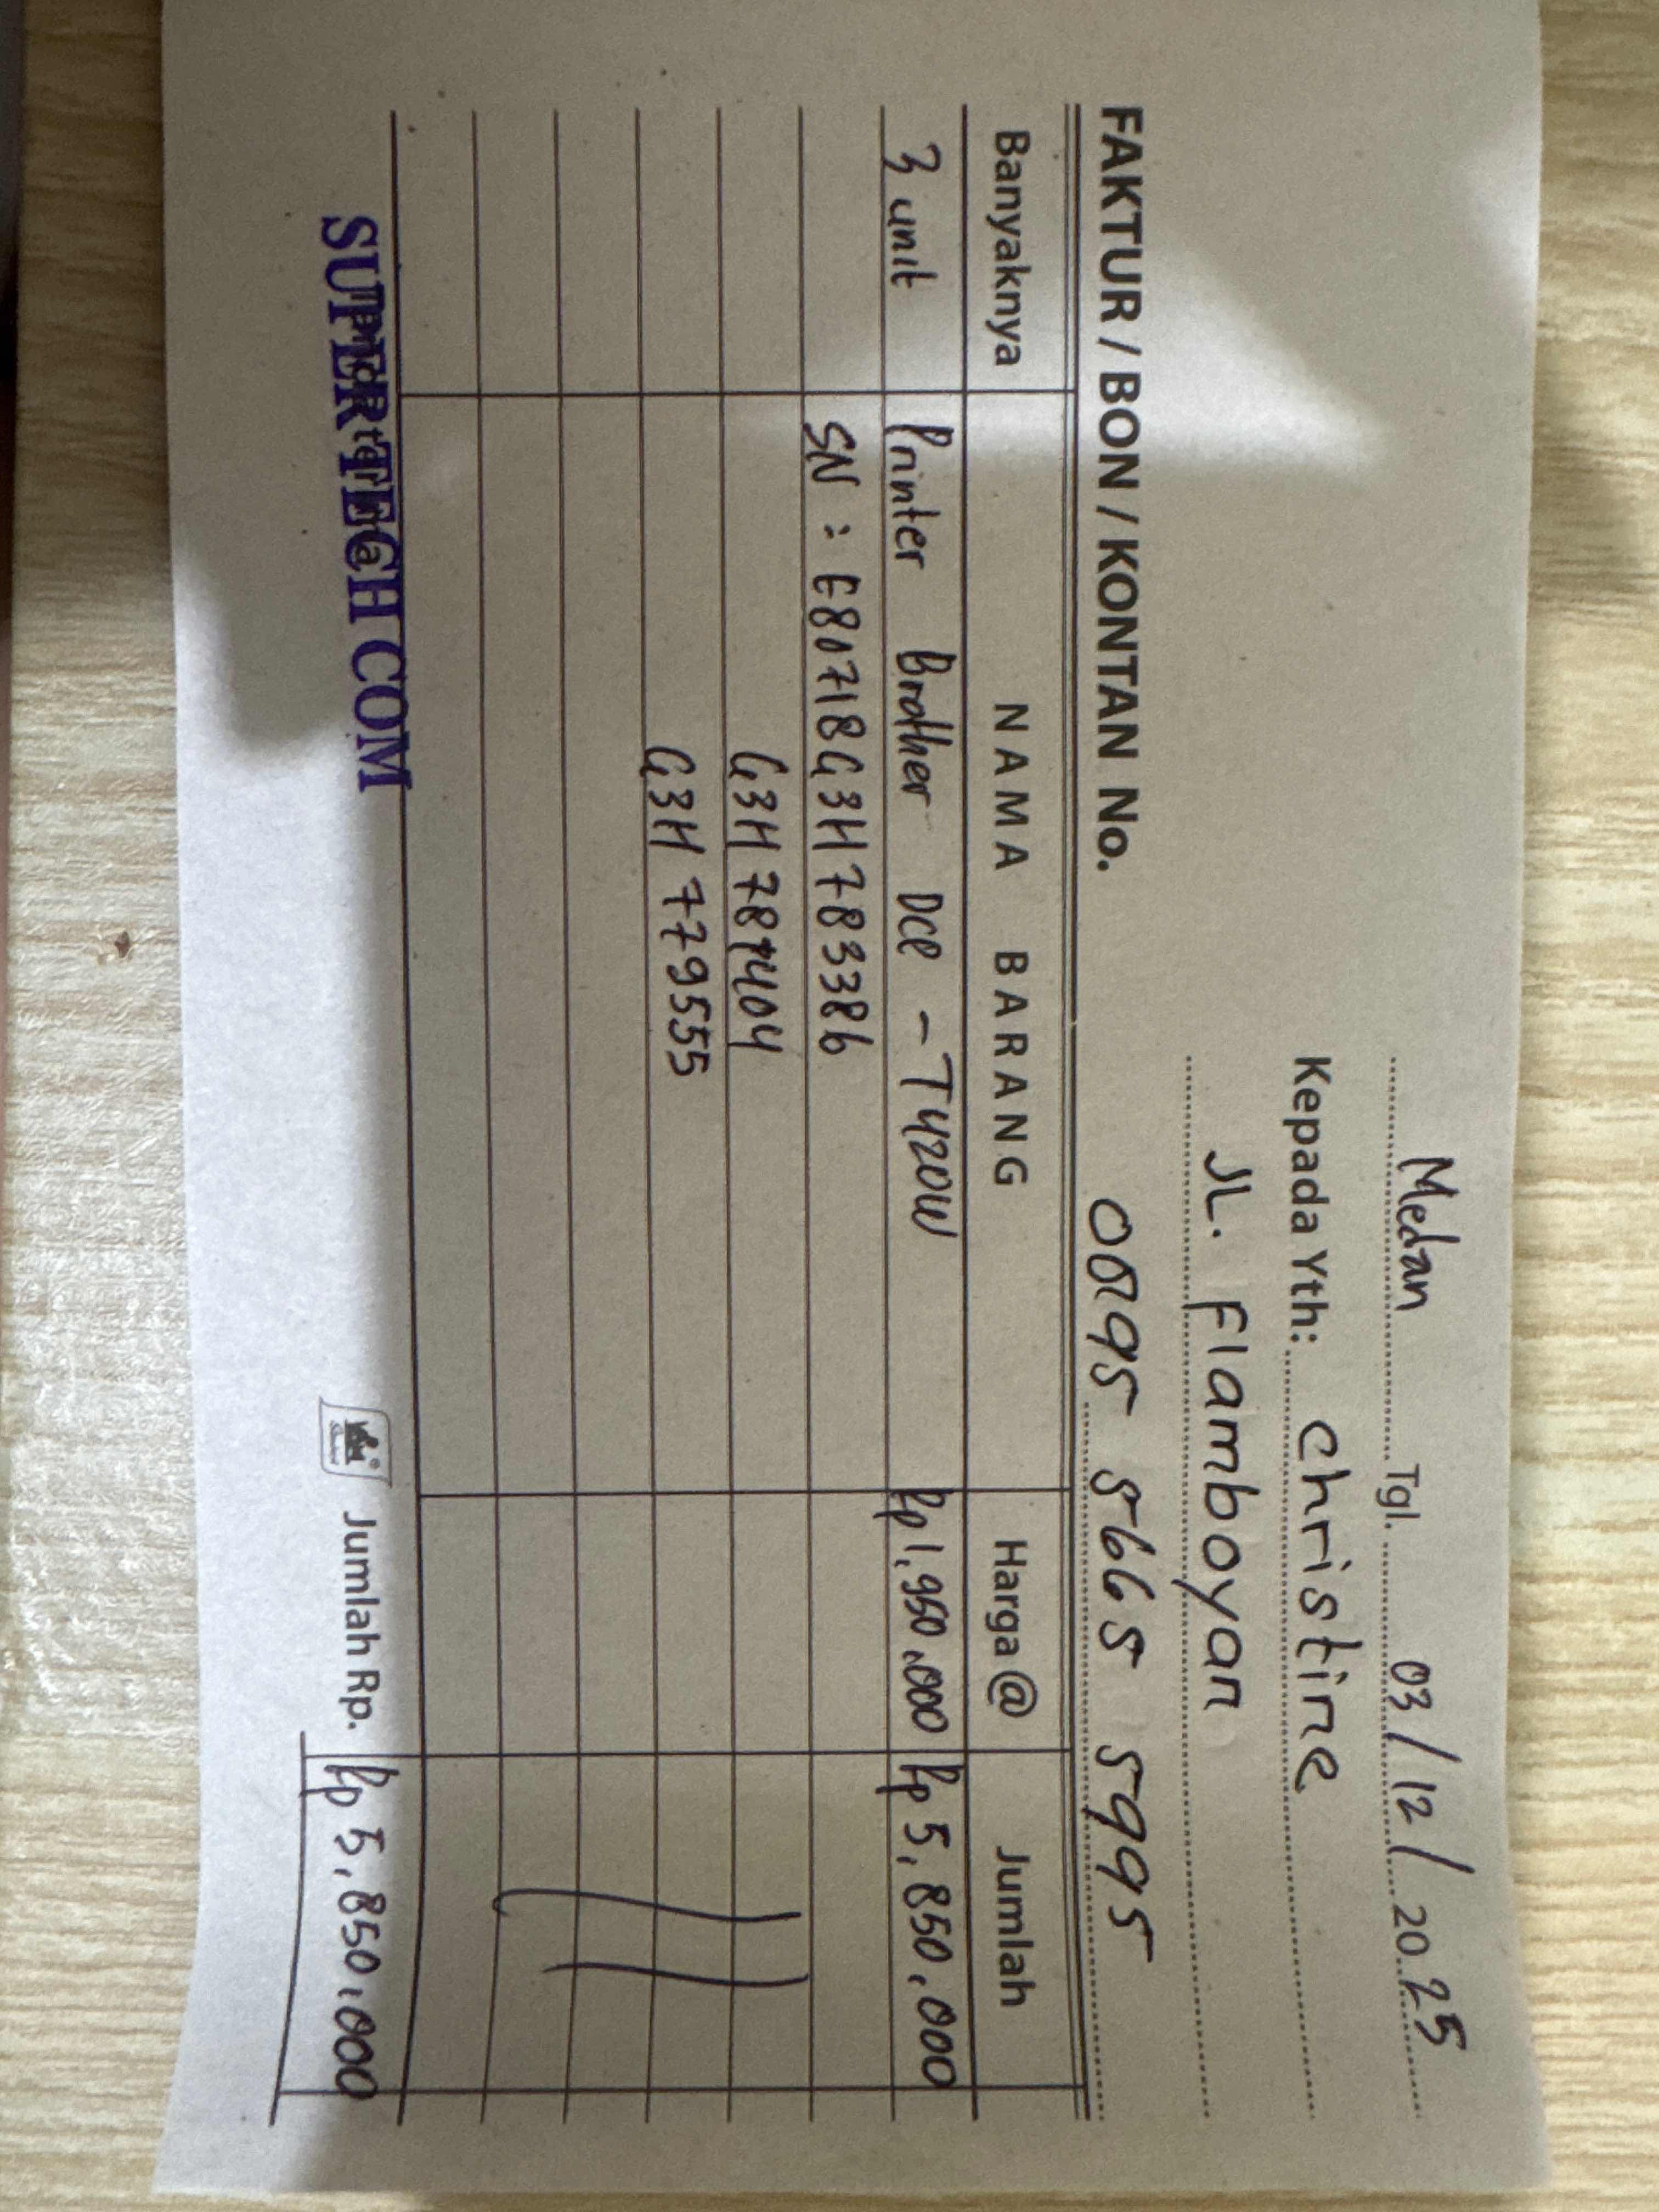 Medan Tgl. 03/12/2025
Kepada Yth: Christine
JL. Flamboyan
FAKTUR / BON / KONTAN No. 0895 5665 5995
Banyaknya NAMA BARANG Harga @ Jumlah
3 unit Printer Brother DCP - T420W Rp 1,950,000 Rp 5,850,000
SN : E80718G3H783386
G3H779555
Jumlah Rp. Rp 5,850,000
SUPERTECH COM